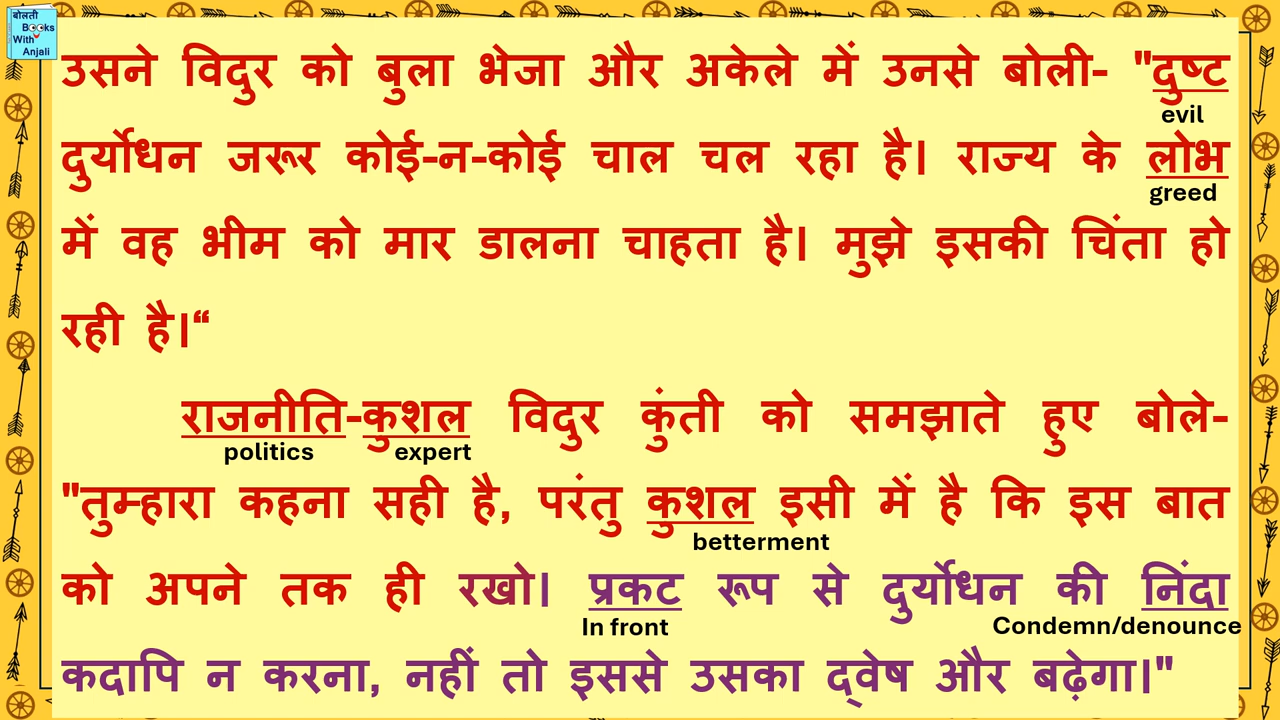 बोलती
Books
With
Anjali
उसने विदुर को बुला भेजा और अकेले में उनसे बोली- "दुष्ट
evil
दुर्योधन जरूर कोई-न-कोई चाल चल रहा है। राज्य के लोभ
greed
में वह भीम को मार डालना चाहता है। मुझे इसकी चिंता हो
रही है।“
राजनीति-कुशल विदुर कुंती को समझाते हुए बोले-
politics expert
"तुम्हारा कहना सही है, परंतु कुशल इसी में है कि इस बात
betterment
को अपने तक ही रखो। प्रकट रूप से दुर्योधन की निंदा
In front Condemn/denounce
कदापि न करना, नहीं तो इससे उसका द्वेष और बढ़ेगा।"